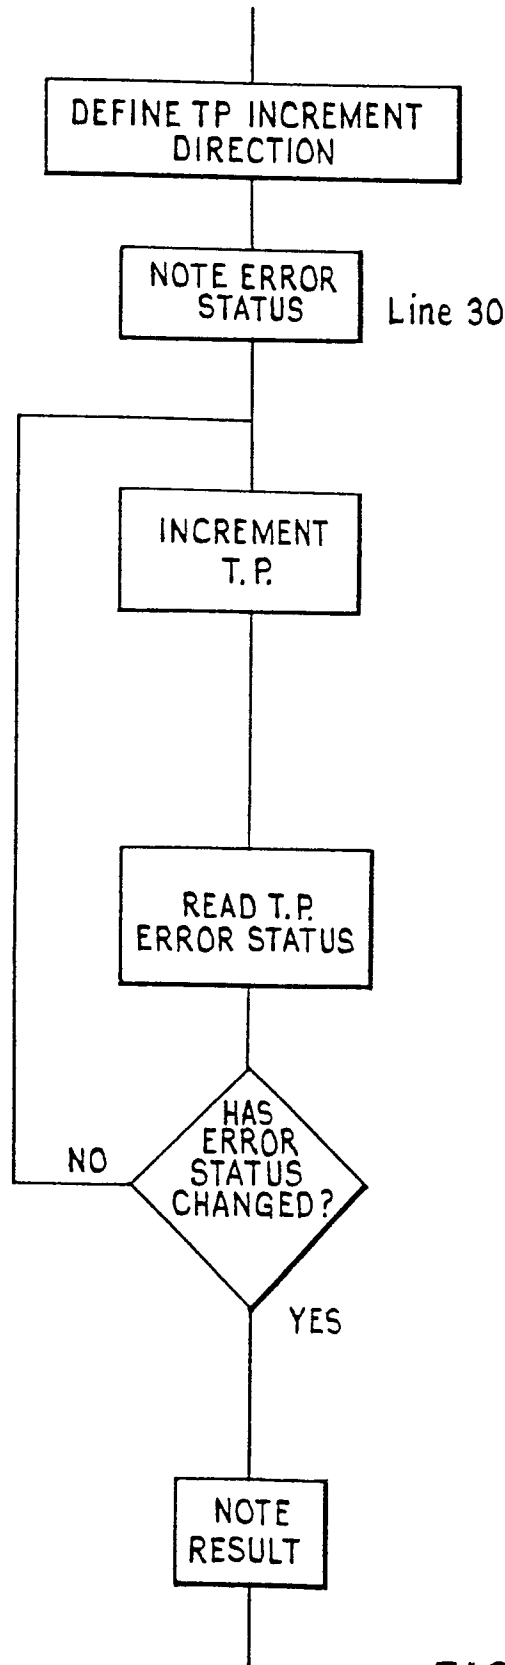 DEFINE TP INCREMENT
DIRECTION
NOTE ERROR
STATUS
Line 30
INCREMENT
T.P.
READ T.P.
ERROR STATUS
HAS
ERROR
STATUS
CHANGED?
NO
YES
NOTE
RESULT